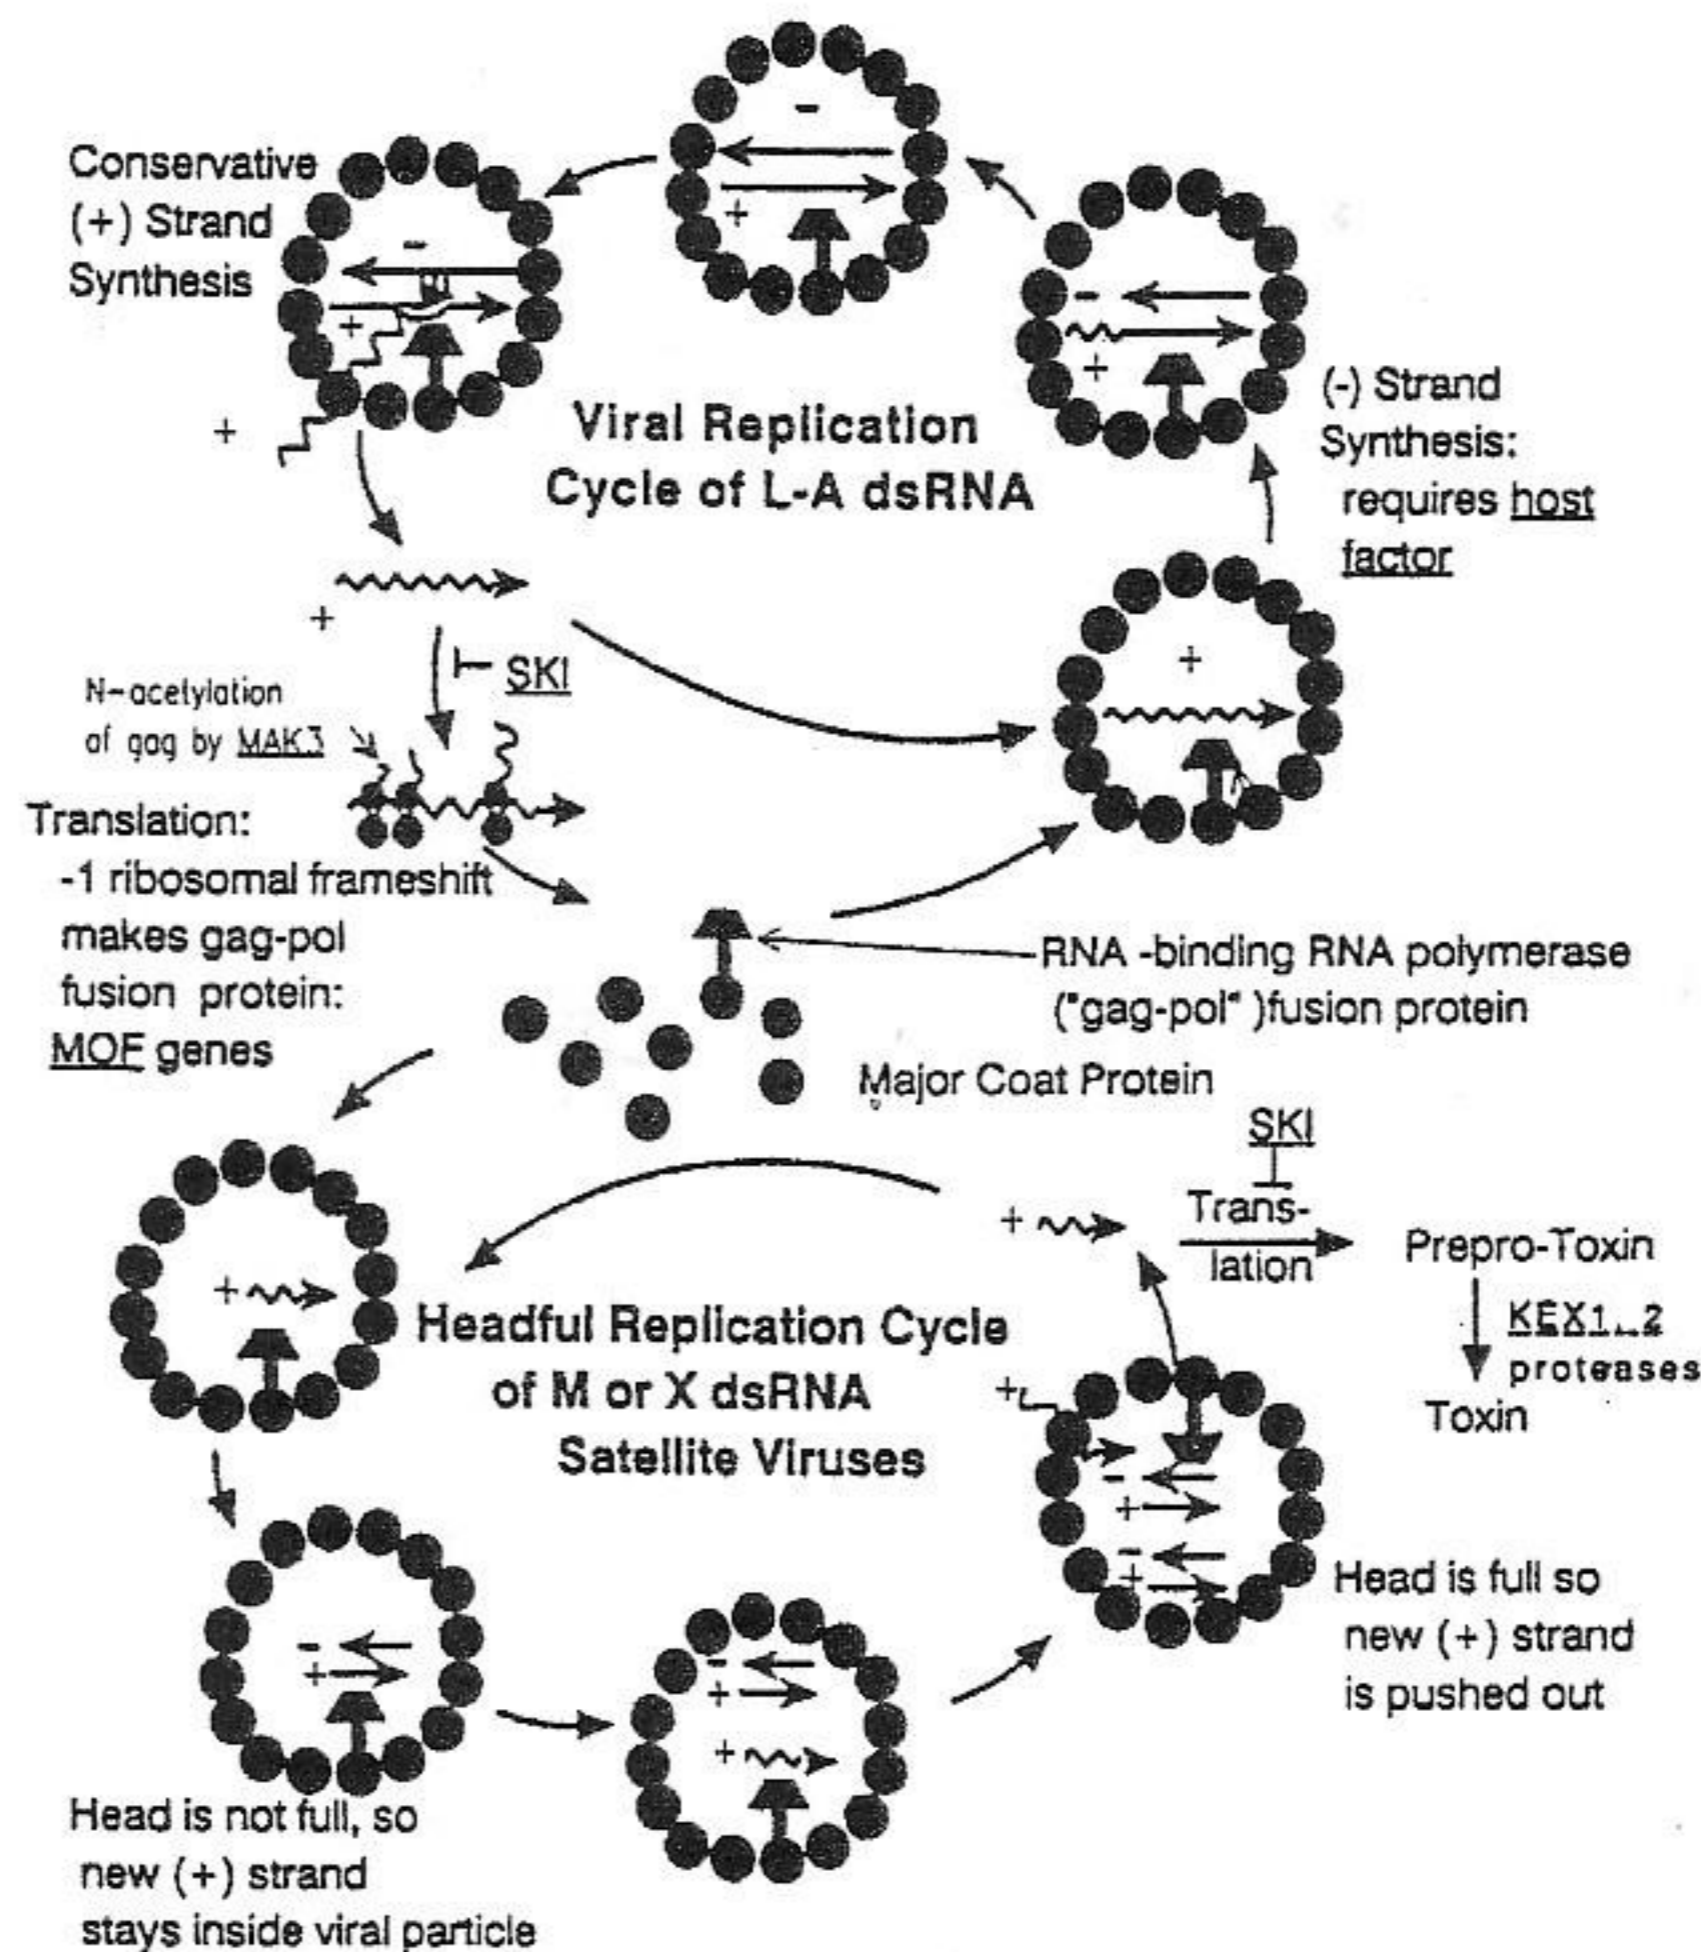 Conservative
(+) Strand
Synthesis
-
+
+
-
+
-
+
Viral Replication
Cycle of L-A dsRNA
(-) Strand
Synthesis:
requires host
factor
+
SKI
+
N-acetylation
of gag by MAK3
Translation:
-1 ribosomal frameshift
makes gag-pol
fusion protein:
MOF genes
RNA -binding RNA polymerase
("gag-pol" )fusion protein
Major Coat Protein
SKI
+
Trans-
lation
Prepro-Toxin
KEX1, 2
proteases
Toxin
+
Headful Replication Cycle
of M or X dsRNA
Satellite Viruses
+
-
+
-
+
Head is full so
new (+) strand
is pushed out
-
+
-
+
+
Head is not full, so
new (+) strand
stays inside viral particle